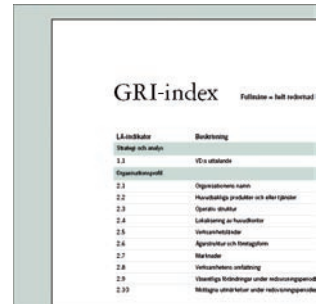 GRI-index Fullmåne = helt redovisad
LA-indikator Beskrivning
Strategi och analys
1.1 VD:s uttalande
Organisationsprofil
2.1 Organisationens namn
2.2 Huvudsakliga produkter och eller tjänster
2.3 Operativ struktur
2.4 Lokalisering av huvudkontor
2.5 Verksamhetsländer
2.6 Ägarstruktur och företagsform
2.7 Marknader
2.8 Verksamhetens omfattning
2.9 Väsentliga förändringar under redovisningsperiod
2.10 Mottagna utmärkelser under redovisningsperioden